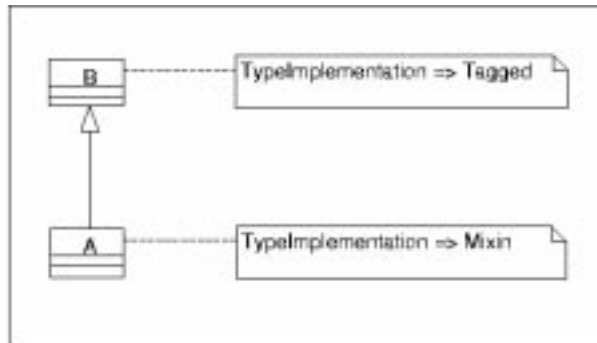 B
TypeImplementation => Tagged
A
TypeImplementation => Mixin